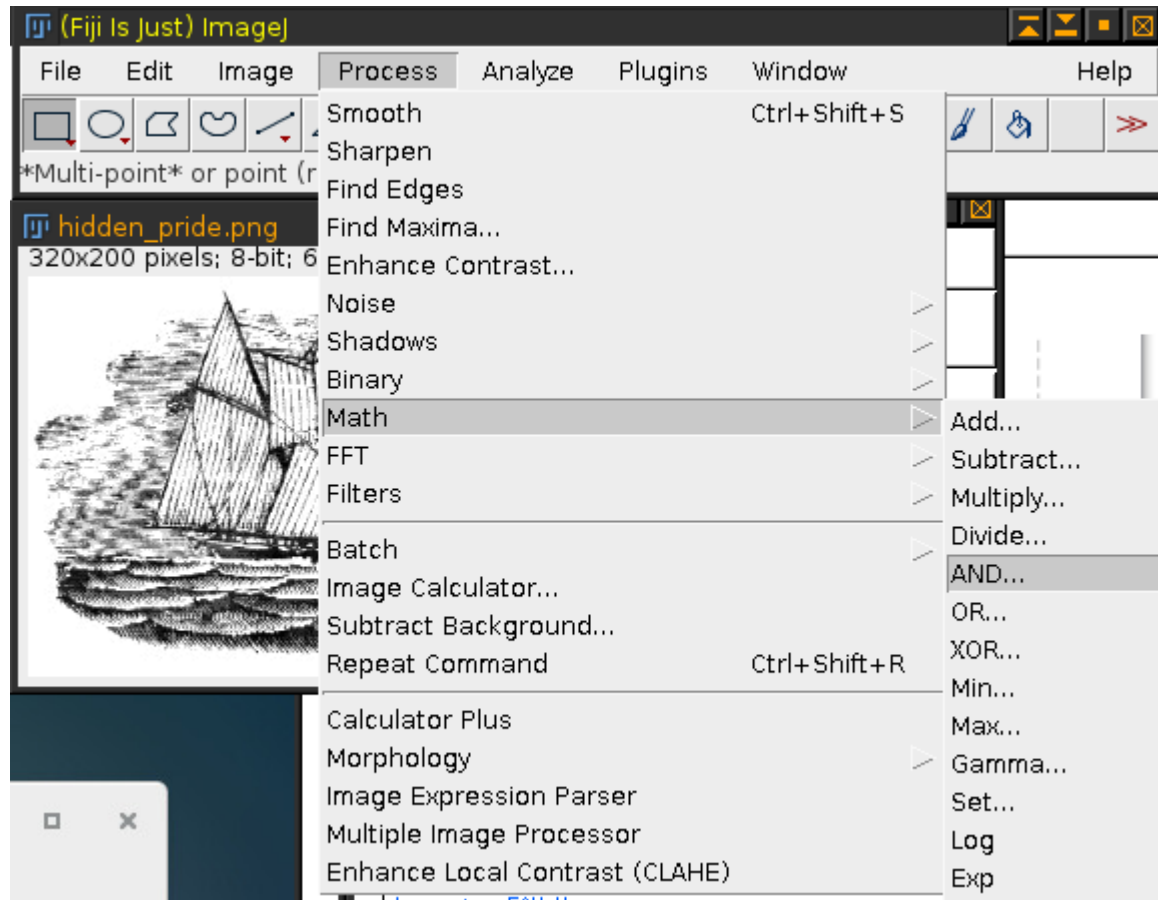 (Fiji Is Just) ImageJ
File Edit Image Process Analyze Plugins Window Help
*Multi-point* or point (r
hidden_pride.png
320x200 pixels; 8-bit; 6
Smooth Ctrl+Shift+S
Sharpen
Find Edges
Find Maxima...
Enhance Contrast...
Noise
Shadows
Binary
Math
FFT
Filters
Batch
Image Calculator...
Subtract Background...
Repeat Command Ctrl+Shift+R
Calculator Plus
Morphology
Image Expression Parser
Multiple Image Processor
Enhance Local Contrast (CLAHE)
Add...
Subtract...
Multiply...
Divide...
AND...
OR...
XOR...
Min...
Max...
Gamma...
Set...
Log
Exp